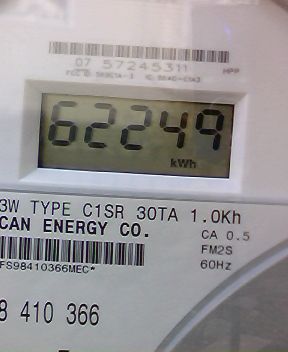 07 57245311
HPP
62249
kWh
3W TYPE C1SR 30TA 1.0Kh
CAN ENERGY CO.
CA 0.5
FM2S
60Hz
FS98410366MEC*
8 410 366